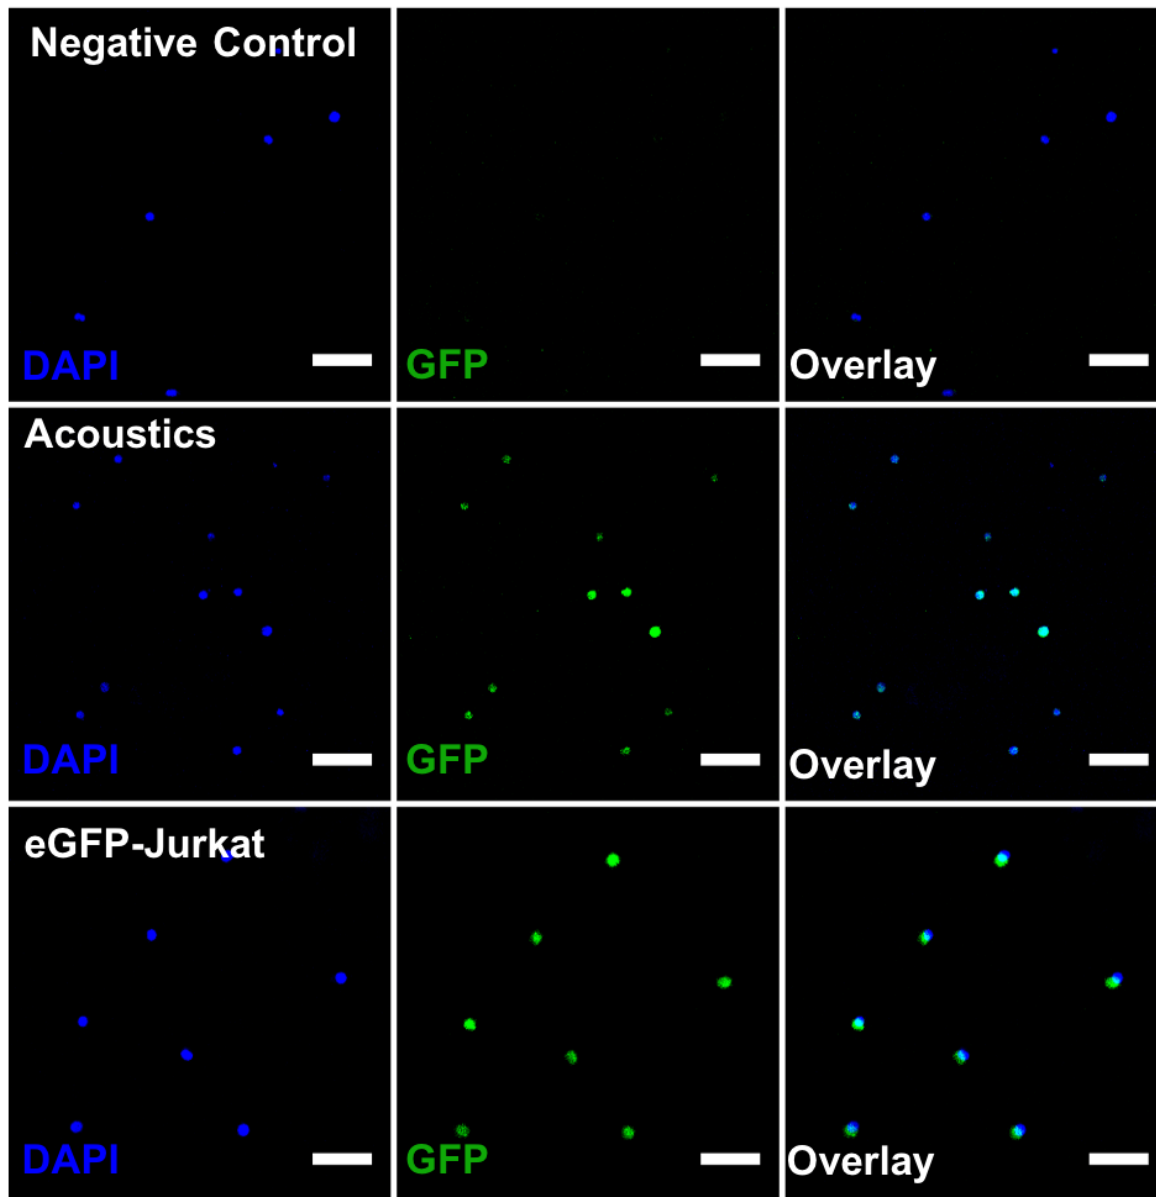 Negative Control
DAPI
GFP
Overlay
Acoustics
DAPI
GFP
Overlay
eGFP-Jurkat
DAPI
GFP
Overlay